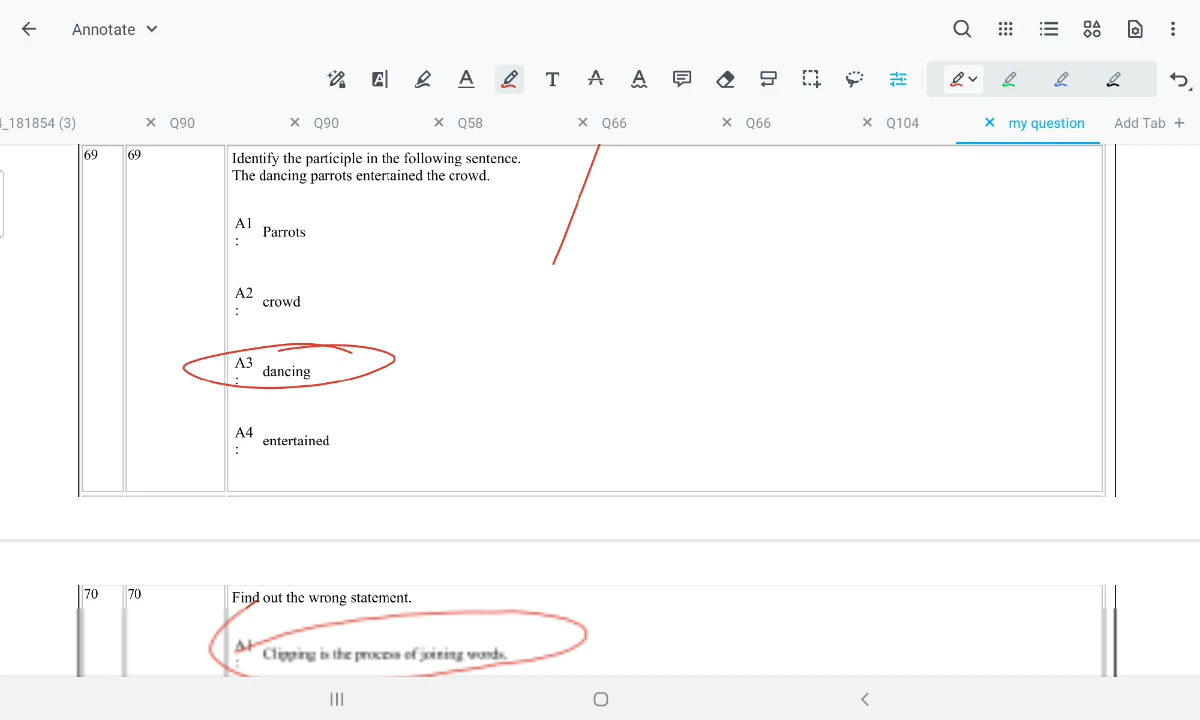 Annotate
4_181854 (3)
Q90
Q90
Q58
Q66
Q66
Q104
my question
Add Tab +
69
69
Identify the participle in the following sentence.
The dancing parrots entertained the crowd.
A1
:
Parrots
A2
:
crowd
A3
:
dancing
A4
:
entertained
70
70
Find out the wrong statement.
A1
:
Clipping is the process of joining words.